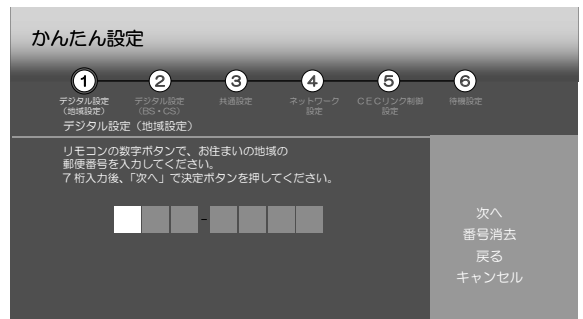 かんたん設定
① ② ③ ④ ⑤ ⑥
デジタル設定 デジタル設定 共通設定 ネットワーク CECリンク制御 待機設定
（地域設定） （BS・CS） 設定 設定
デジタル設定（地域設定）
リモコンの数字ボタンで、お住まいの地域の
郵便番号を入力してください。
7桁入力後、「次へ」で決定ボタンを押してください。
-
次へ
番号消去
戻る
キャンセル